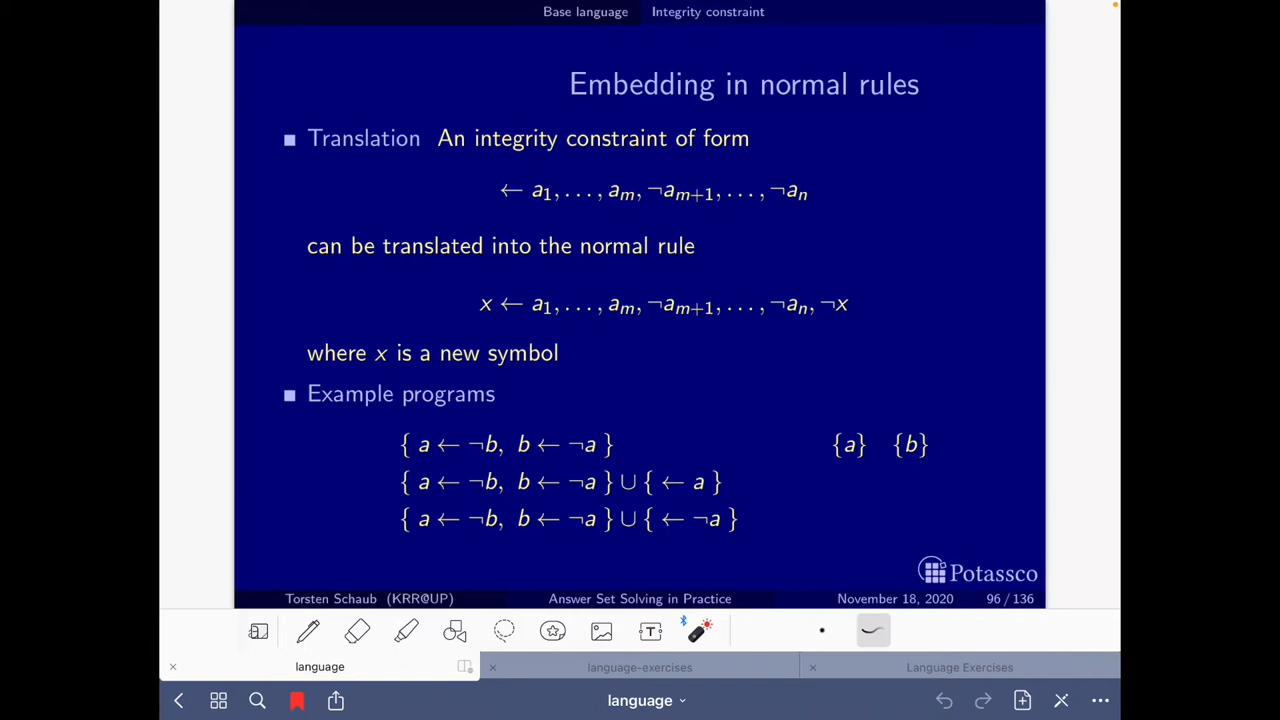 Base language Integrity constraint
Embedding in normal rules
Translation An integrity constraint of form
← a₁, . . . , aₘ, ¬aₘ₊₁, . . . , ¬aₙ
can be translated into the normal rule
x ← a₁, . . . , aₘ, ¬aₘ₊₁, . . . , ¬aₙ, ¬x
where x is a new symbol
Example programs
{ a ← ¬b, b ← ¬a } {a} {b}
{ a ← ¬b, b ← ¬a } ∪ { ← a }
{ a ← ¬b, b ← ¬a } ∪ { ← ¬a }
Potassco
Torsten Schaub (KRR@UP) Answer Set Solving in Practice November 18, 2020 96 / 136
T
language language-exercises Language Exercises
language